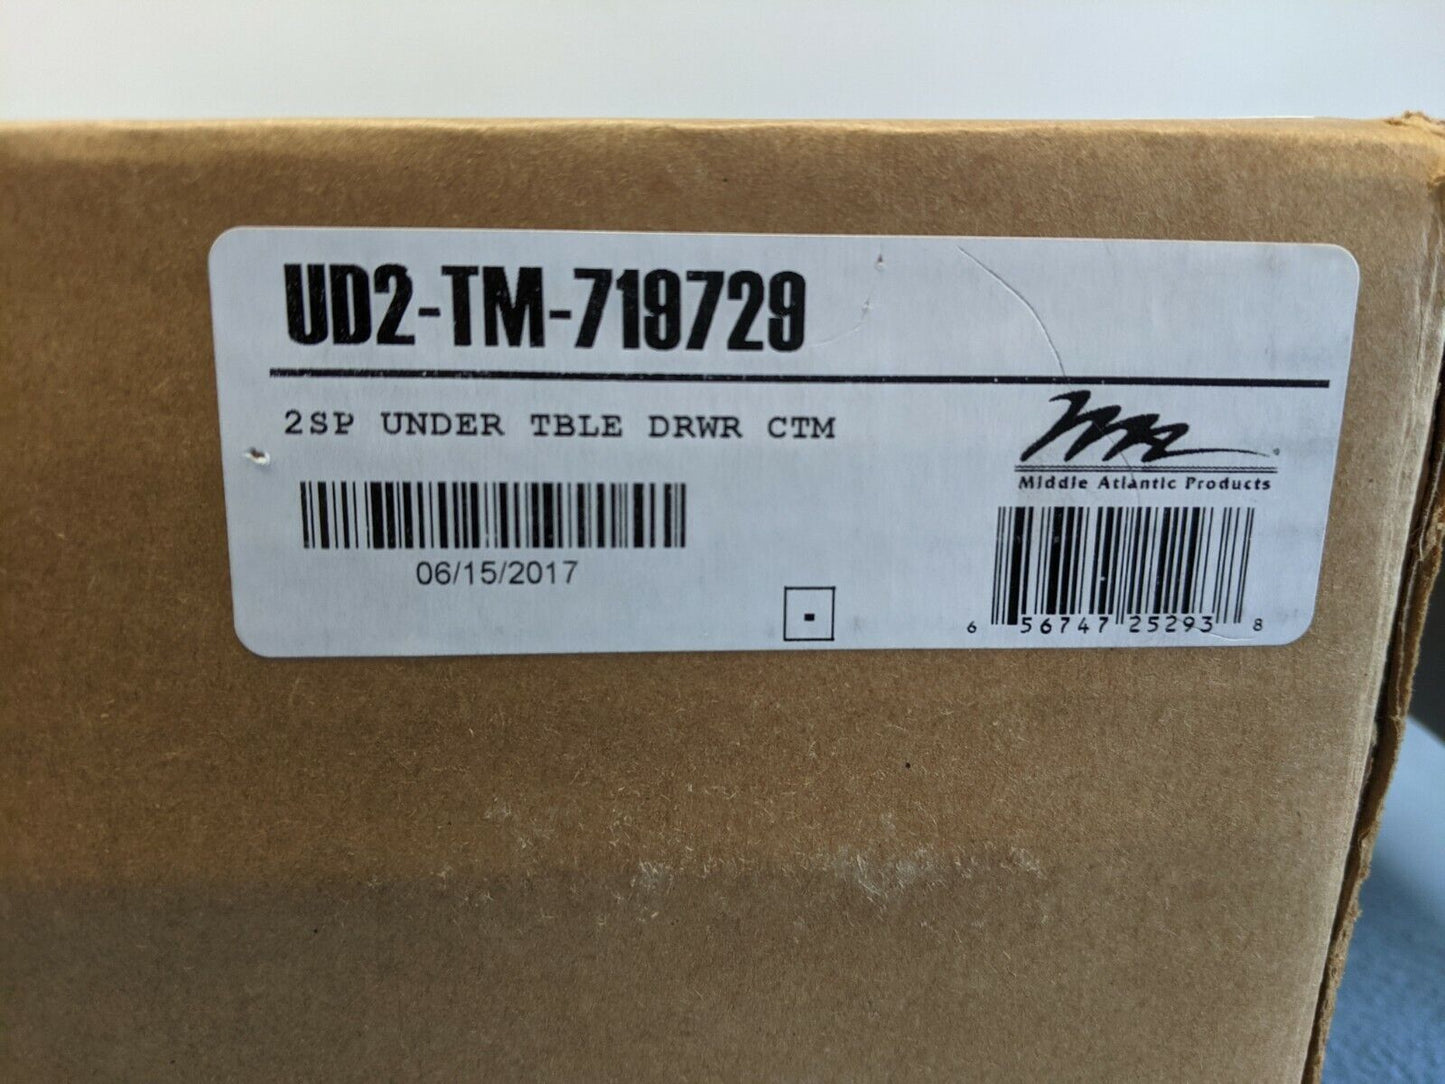 UD2-TM-719729
2SP UNDER TBLE DRWR CTM
Middle Atlantic Products
06/15/2017
6 56747 25293 8